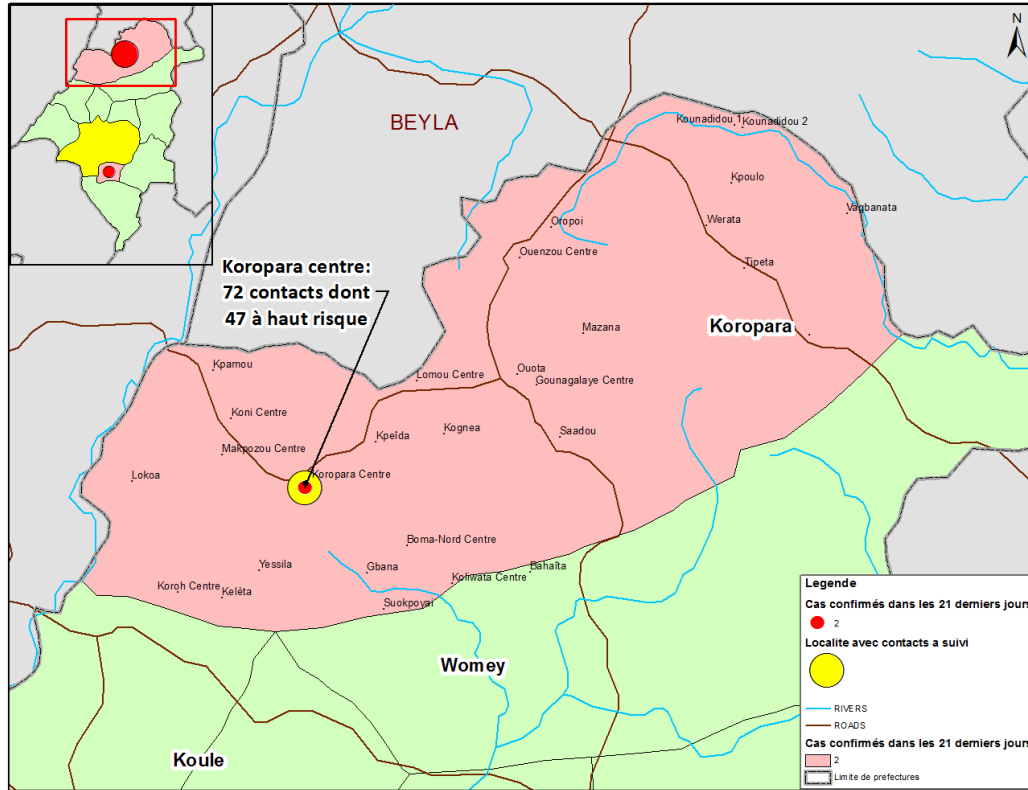 N
BEYLA
Kounadidou 1
Kounadidou 2
Kpoulo
Vagbanata
Oropoi
Werata
Ouenzou Centre
Tipeta
Koropara centre:
72 contacts dont
47 à haut risque
Mazana
Koropara
Kpamou
Lomou Centre
Ouota
Gounagalaye Centre
Koni Centre
Kpeïda
Kognea
Saadou
Makpozou Centre
Lokoa
Koropara Centre
Boma-Nord Centre
Yessila
Gbana
Bahaïta
Koroh Centre
Kelèta
Koliwata Centre
Suokpoyai
Womey
Koule
Legende
Cas confirmés dans les 21 derniers jours
2
Localite avec contacts a suivi
RIVERS
ROADS
Cas confirmés dans les 21 derniers jours
2
Limite de prefectures